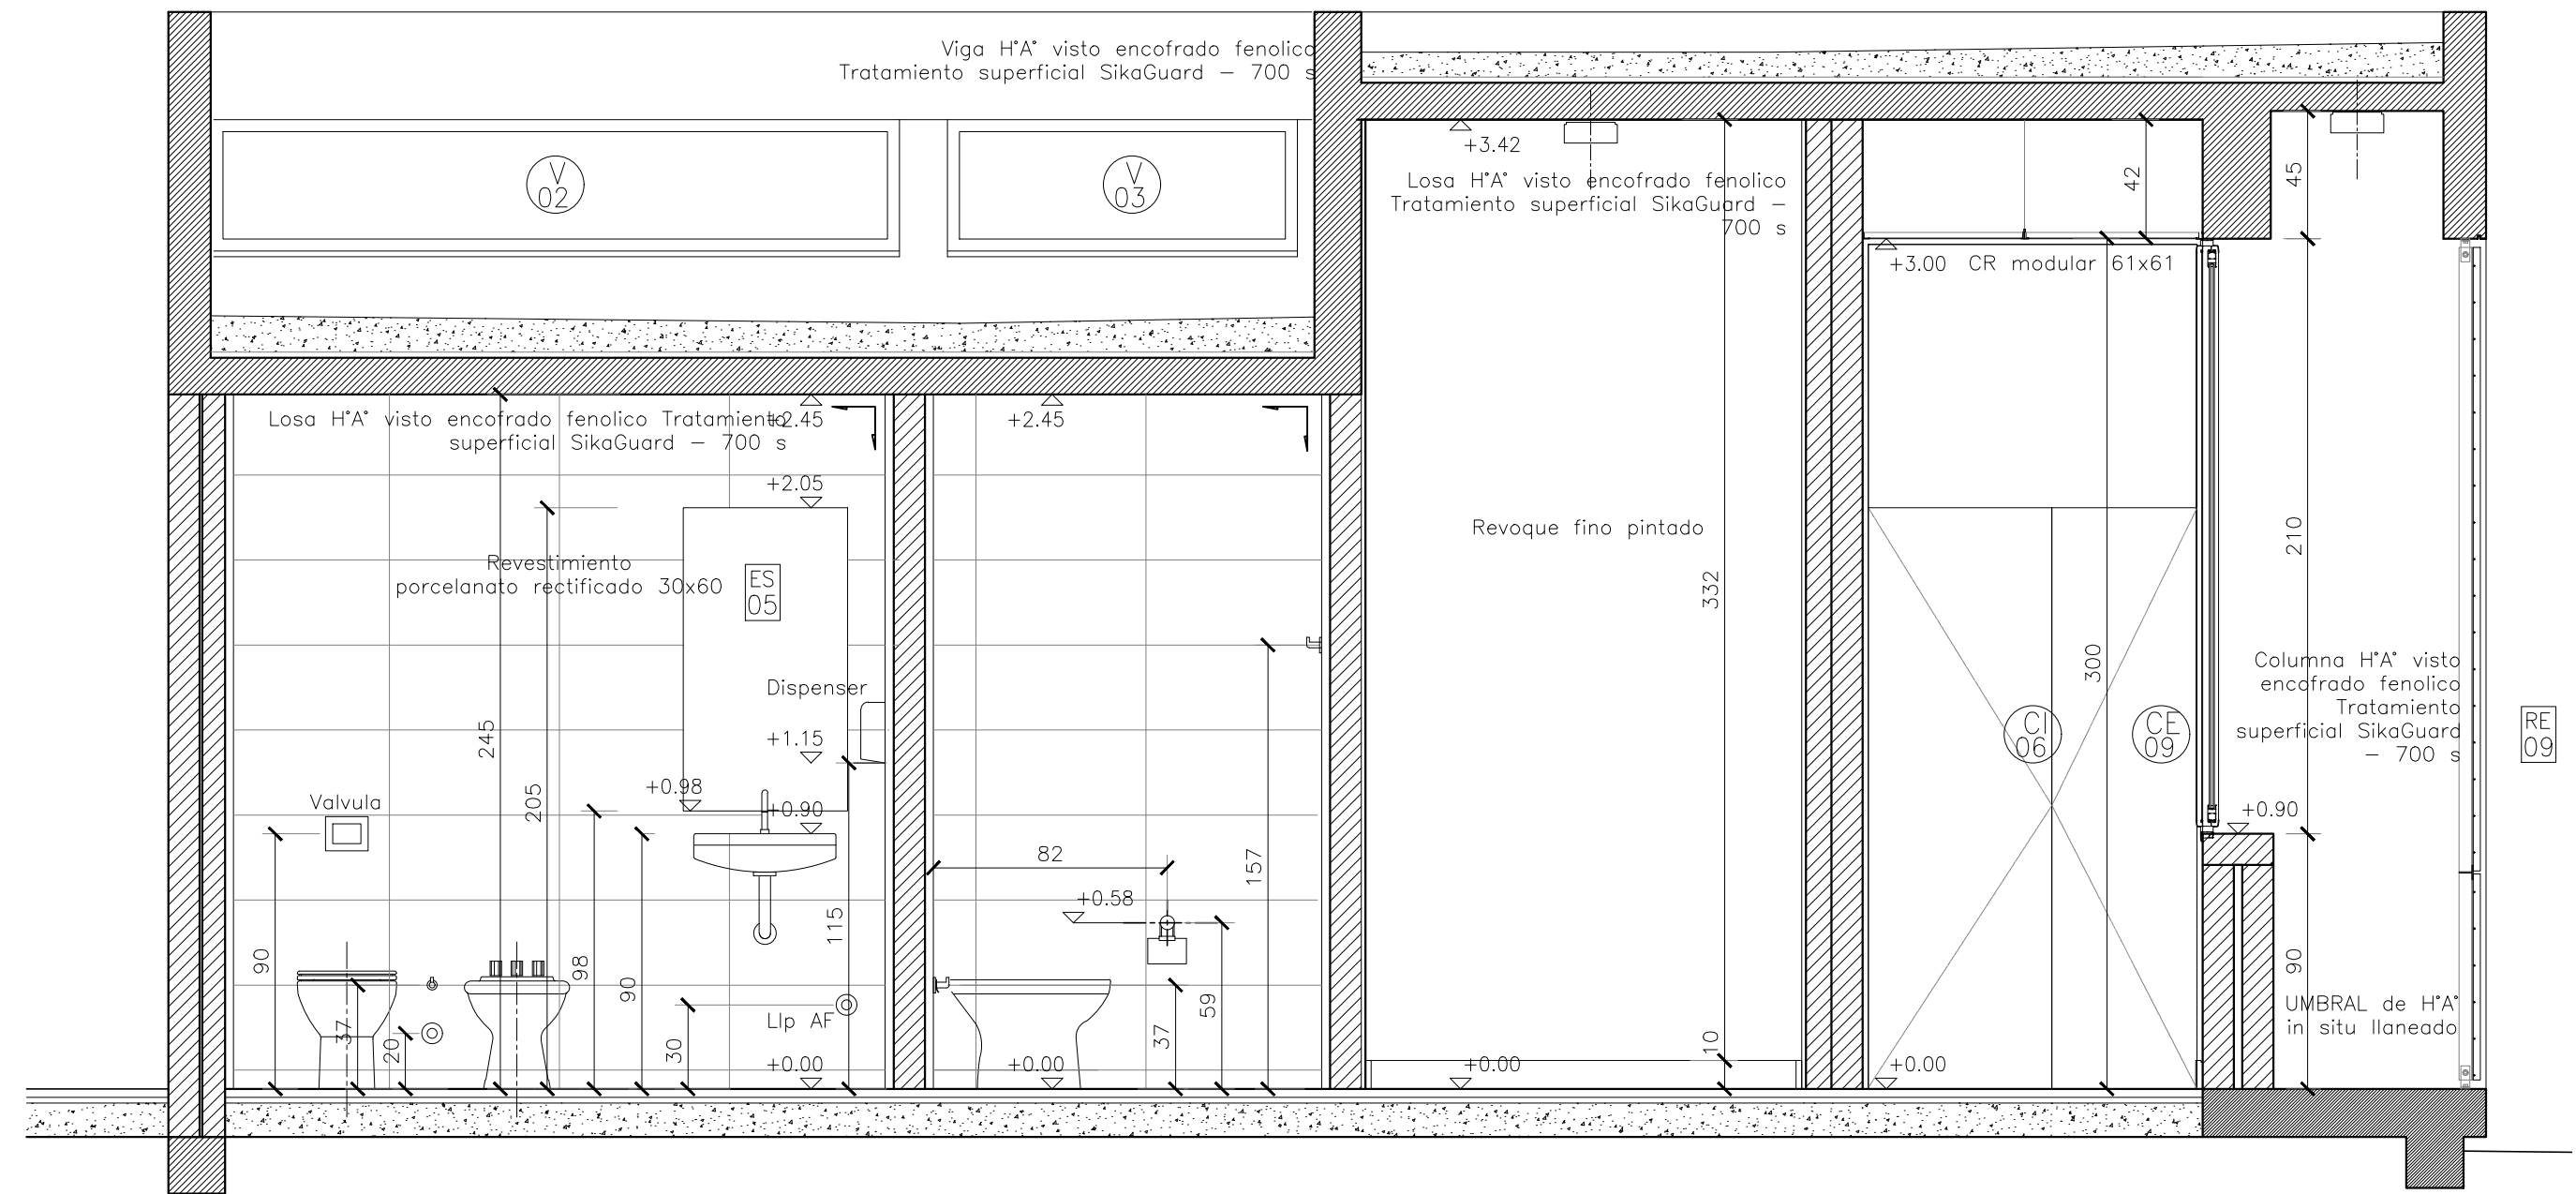 Viga H°A° visto encofrado fenolico
Tratamiento superficial SikaGuard – 700 s
V
02
V
03
+3.42
Losa H°A° visto encofrado fenolico
Tratamiento superficial SikaGuard –
700 s
42
45
+3.00 CR modular 61x61
Losa H°A° visto encofrado fenolico Tratamiento
superficial SikaGuard – 700 s
+2.45
+2.45
+2.05
Revestimiento
porcelanato rectificado 30x60
ES
05
Revoque fino pintado
332
210
300
Columna H°A° visto
encofrado fenolico
Tratamiento
superficial SikaGuard
– 700 s
CI
06
CE
09
RE
09
Dispenser
+1.15
245
205
+0.98
+0.90
+0.90
Valvula
82
157
+0.58
115
90
98
90
37
20
30
Llp AF
59
37
10
90
UMBRAL de H°A°
in situ llaneado
+0.00
+0.00
+0.00
+0.00